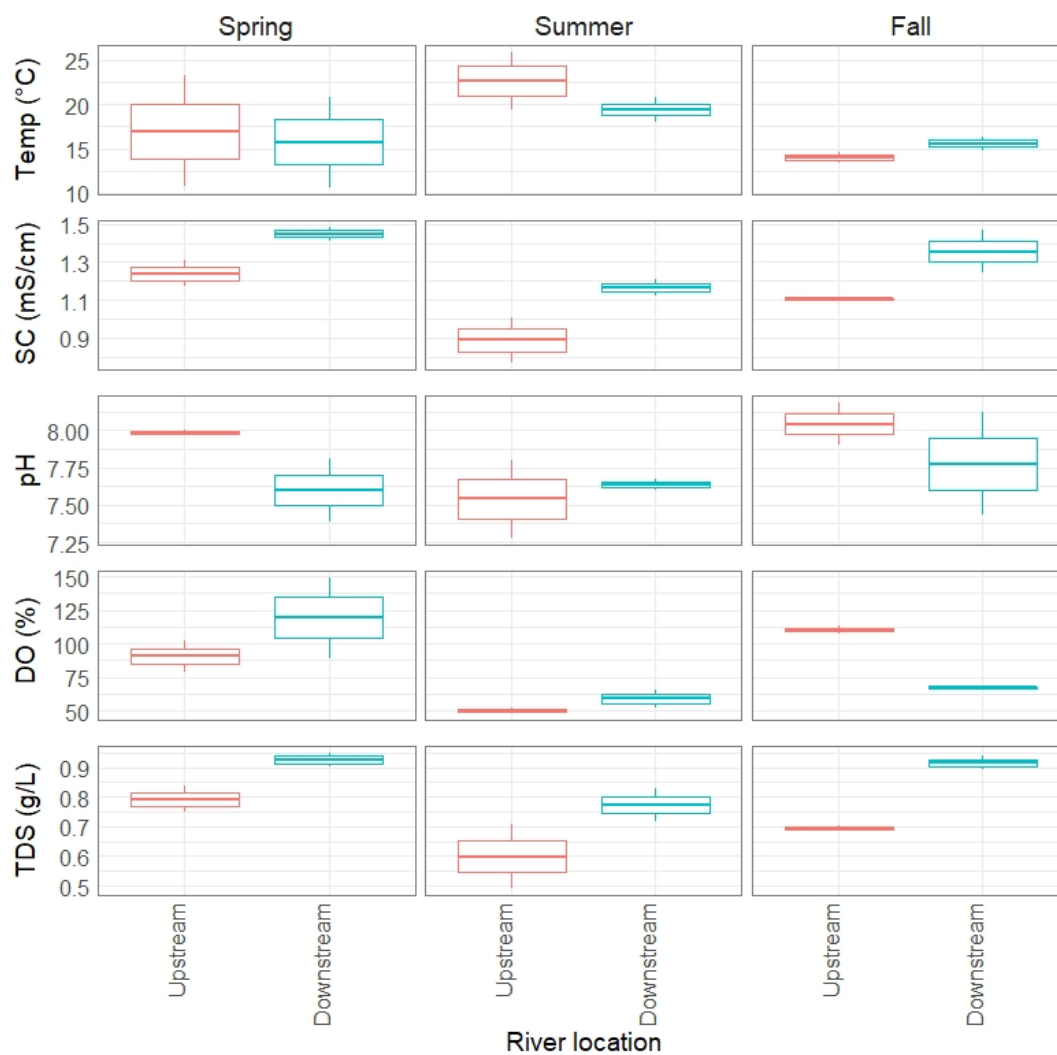 Spring Summer Fall
Temp (°C)
25
20
15
10
SC (mS/cm)
1.5
1.3
1.1
0.9
pH
8.00
7.75
7.50
7.25
DO (%)
150
125
100
75
50
TDS (g/L)
0.9
0.8
0.7
0.6
0.5
Upstream Downstream Upstream Downstream Upstream Downstream
River location